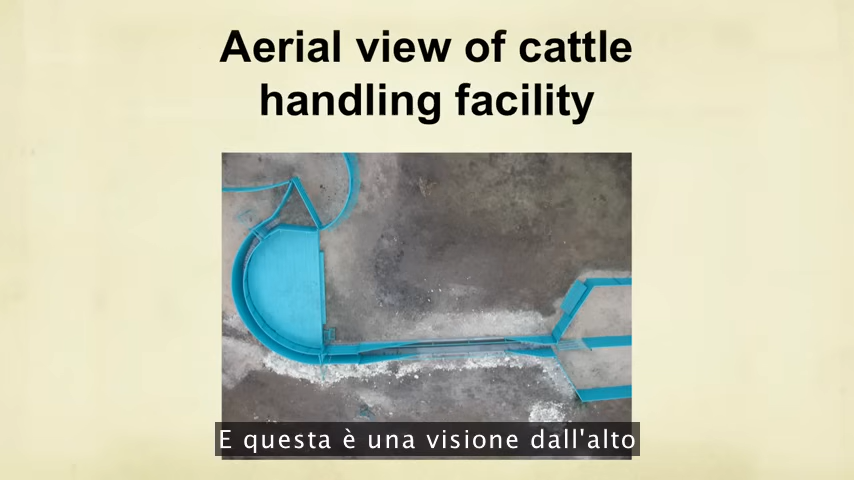 Aerial view of cattle
handling facility
E questa è una visione dall'alto